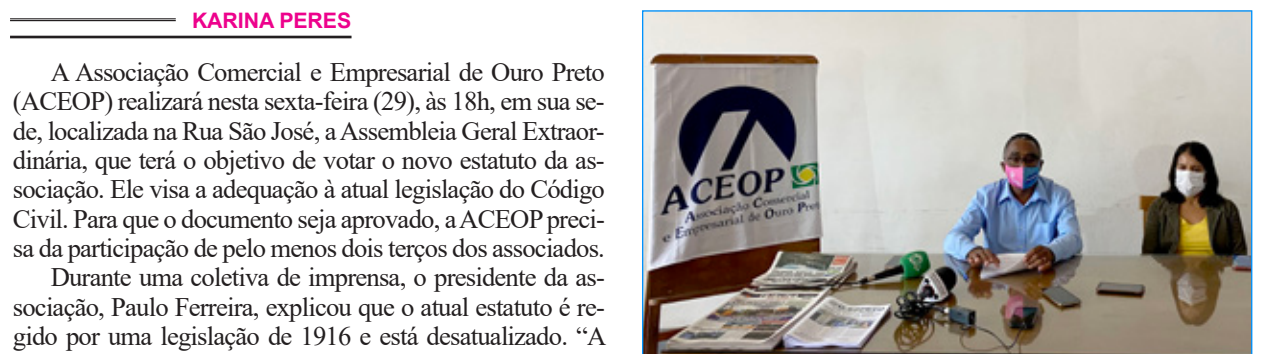 KARINA PERES
A Associação Comercial e Empresarial de Ouro Preto
(ACEOP) realizará nesta sexta-feira (29), às 18h, em sua se-
de, localizada na Rua São José, a Assembleia Geral Extraor-
dinária, que terá o objetivo de votar o novo estatuto da as-
sociação. Ele visa a adequação à atual legislação do Código
Civil. Para que o documento seja aprovado, a ACEOP preci-
sa da participação de pelo menos dois terços dos associados.
Durante uma coletiva de imprensa, o presidente da as-
sociação, Paulo Ferreira, explicou que o atual estatuto é re-
gido por uma legislação de 1916 e está desatualizado. “A
ACEOP
Associação Comercial
e Empresarial de Ouro Pret